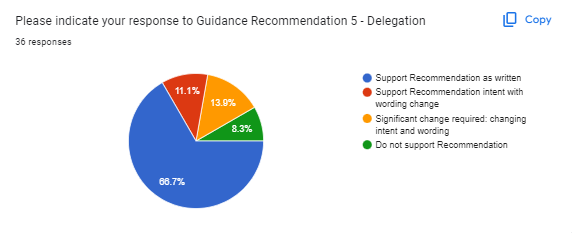 Please indicate your response to Guidance Recommendation 5 - Delegation
Copy
36 responses
11.1%
13.9%
8.3%
66.7%
Support Recommendation as written
Support Recommendation intent with
wording change
Significant change required: changing
intent and wording
Do not support Recommendation